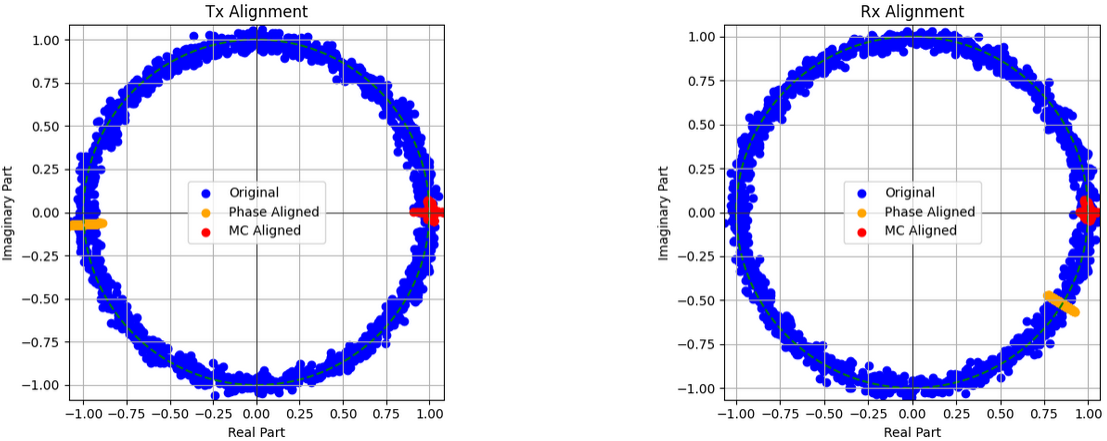 Tx Alignment
1.00
0.75
0.50
0.25
0.00
−0.25
−0.50
−0.75
−1.00
Imaginary Part
Original
Phase Aligned
MC Aligned
−1.00 −0.75 −0.50 −0.25 0.00 0.25 0.50 0.75 1.00
Real Part
Rx Alignment
1.00
0.75
0.50
0.25
0.00
−0.25
−0.50
−0.75
−1.00
Imaginary Part
Original
Phase Aligned
MC Aligned
−1.00 −0.75 −0.50 −0.25 0.00 0.25 0.50 0.75 1.00
Real Part